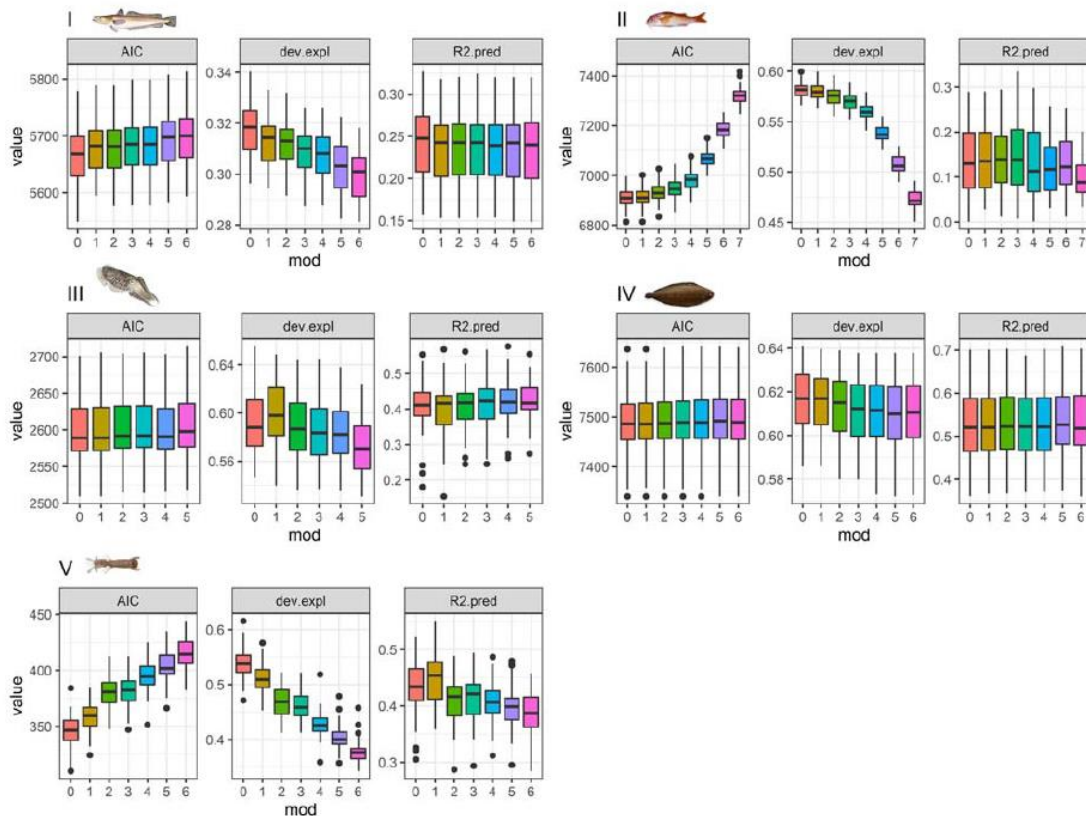 I
II
AIC
dev.expl
R2.pred
AIC
dev.expl
R2.pred
value
5800
5700
5600
0.34
0.32
0.30
0.28
0.30
0.25
0.20
0.15
value
7400
7200
7000
6800
0.60
0.55
0.50
0.45
0.3
0.2
0.1
0.0
0 1 2 3 4 5 6
0 1 2 3 4 5 6
0 1 2 3 4 5 6
0 1 2 3 4 5 6 7
0 1 2 3 4 5 6 7
0 1 2 3 4 5 6 7
mod
mod
III
IV
AIC
dev.expl
R2.pred
AIC
dev.expl
R2.pred
value
2700
2650
2600
2550
2500
0.64
0.60
0.56
0.5
0.4
0.3
0.2
value
7600
7500
7400
0.64
0.62
0.60
0.58
0.7
0.6
0.5
0.4
0 1 2 3 4 5
0 1 2 3 4 5
0 1 2 3 4 5
0 1 2 3 4 5 6
0 1 2 3 4 5 6
0 1 2 3 4 5 6
mod
mod
V
AIC
dev.expl
R2.pred
value
450
400
350
0.6
0.5
0.4
0.5
0.4
0.3
0 1 2 3 4 5 6
0 1 2 3 4 5 6
0 1 2 3 4 5 6
mod